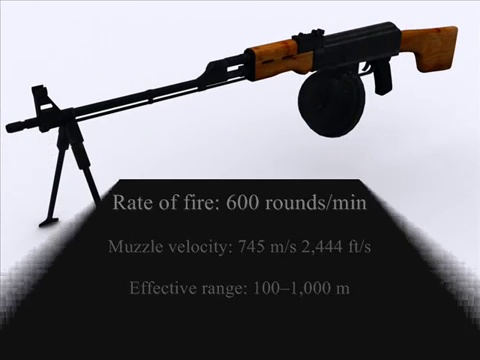 Rate of fire: 600 rounds/min
Muzzle velocity: 745 m/s 2,444 ft/s
Effective range: 100–1,000 m